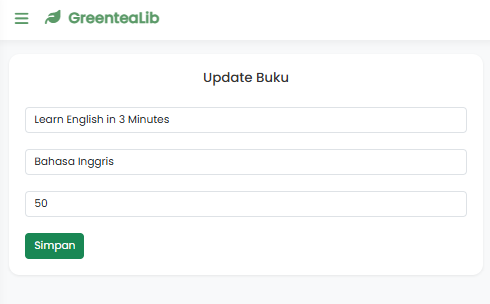 GreenteaLib
Update Buku
Learn English in 3 Minutes
Bahasa Inggris
50
Simpan